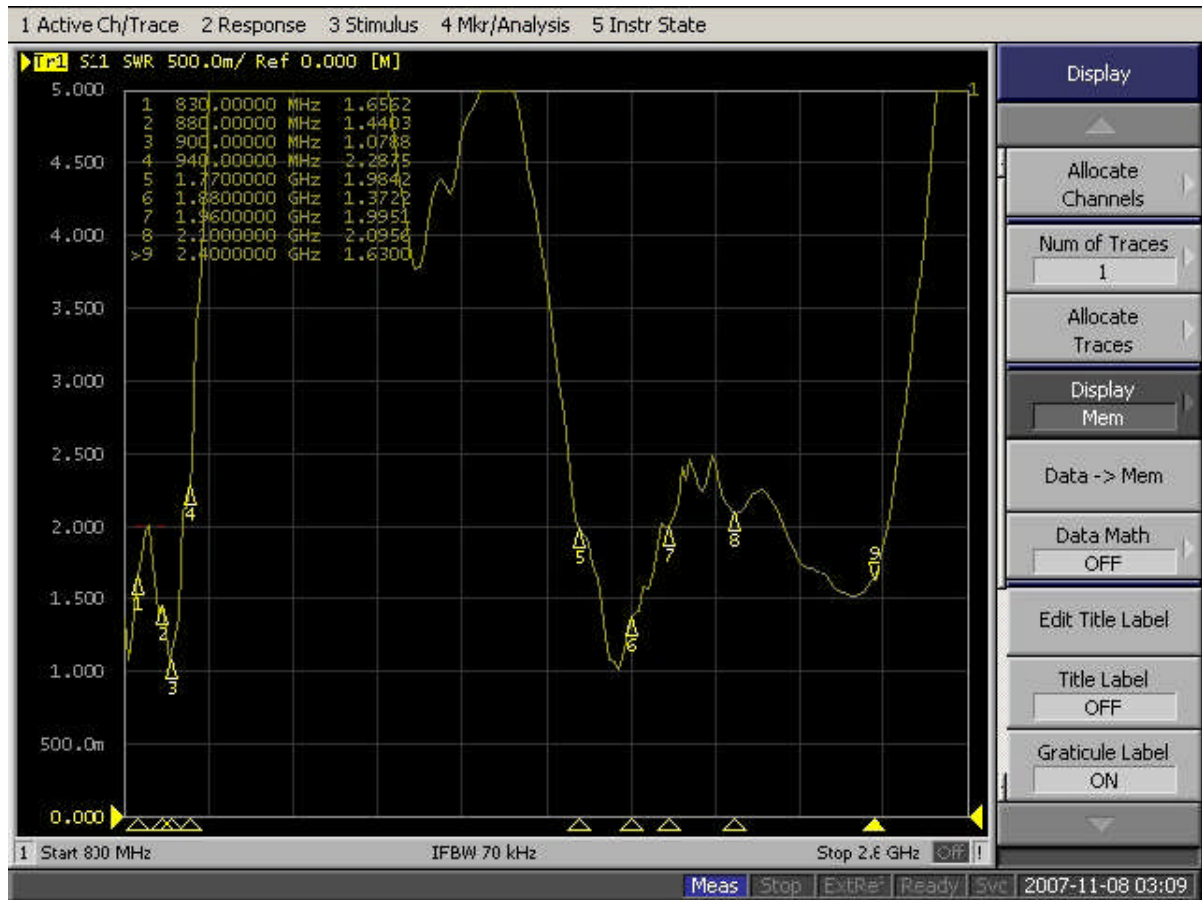 1 Active Ch/Trace 2 Response 3 Stimulus 4 Mkr/Analysis 5 Instr State
Tr1 S11 SWR 500.0m/ Ref 0.000 [M]
5.000
4.500
4.000
3.500
3.000
2.500
2.000
1.500
1.000
500.0m
0.000
1 830.00000 MHz 1.6562
2 880.00000 MHz 1.4403
3 900.00000 MHz 1.0788
4 940.00000 MHz 2.2875
5 1.7700000 GHz 1.9842
6 1.8800000 GHz 1.3722
7 1.9600000 GHz 1.9951
8 2.1000000 GHz 2.0956
>9 2.4000000 GHz 1.6300
1
1
2
3
4
5
6
7
8
9
1 Start 800 MHz IFBW 70 kHz Stop 2.6 GHz Off !
Display
Allocate
Channels
Num of Traces
1
Allocate
Traces
Display
Mem
Data -> Mem
Data Math
OFF
Edit Title Label
Title Label
OFF
Graticule Label
ON
Meas Stop ExtRef Ready Svc 2007-11-08 03:09